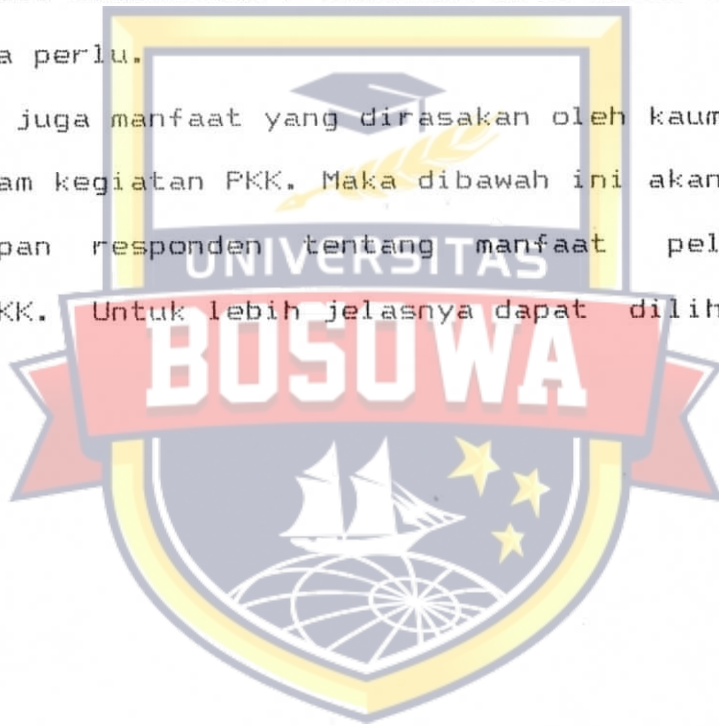 a perlu.
juga manfaat yang dirasakan oleh kaum
am kegiatan PKK. Maka dibawah ini akan
pan responden tentang manfaat pel
KK. Untuk lebih jelasnya dapat dilih
UNIVERSITAS
BOSOWA